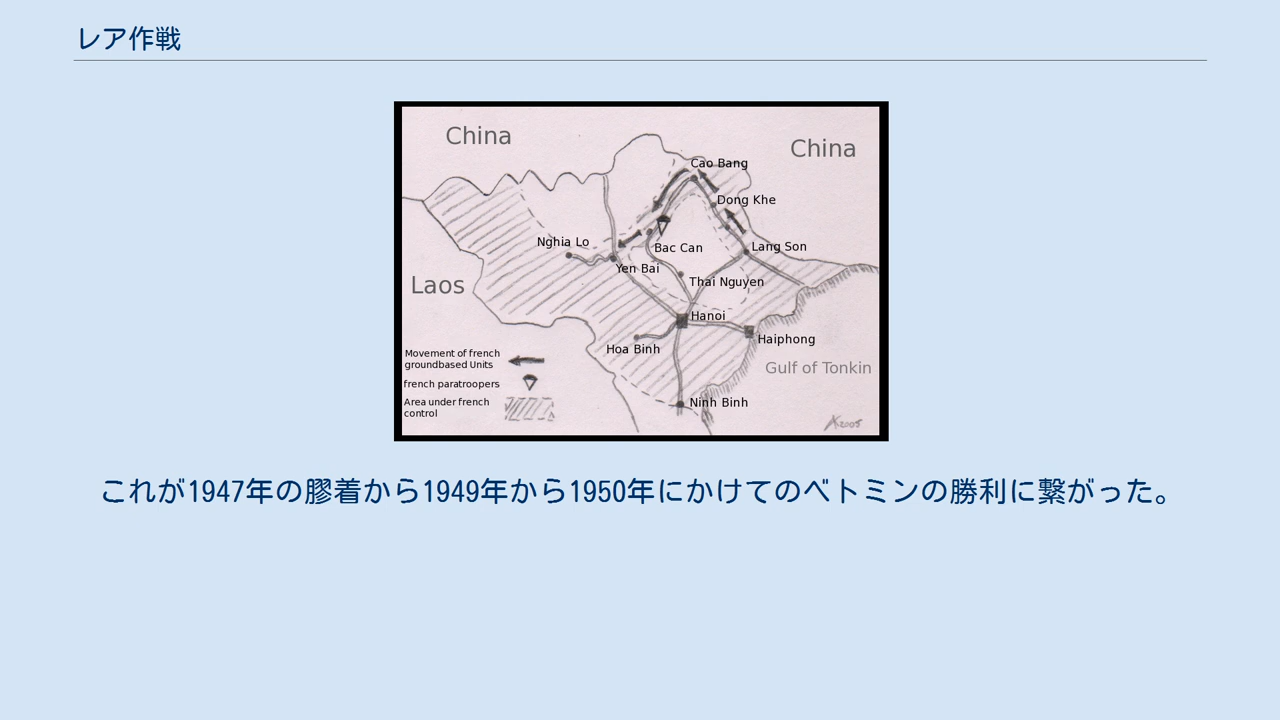 レア作戦
China
China
Cao Bang
Dong Khe
Nghia Lo
Bac Can
Lang Son
Yen Bai
Laos
Thai Nguyen
Hanoi
Haiphong
Hoa Binh
Movement of french
groundbased Units
Gulf of Tonkin
french paratroopers
Area under french
control
Ninh Binh
2005
これが1947年の膠着から1949年から1950年にかけてのベトミンの勝利に繋がった。